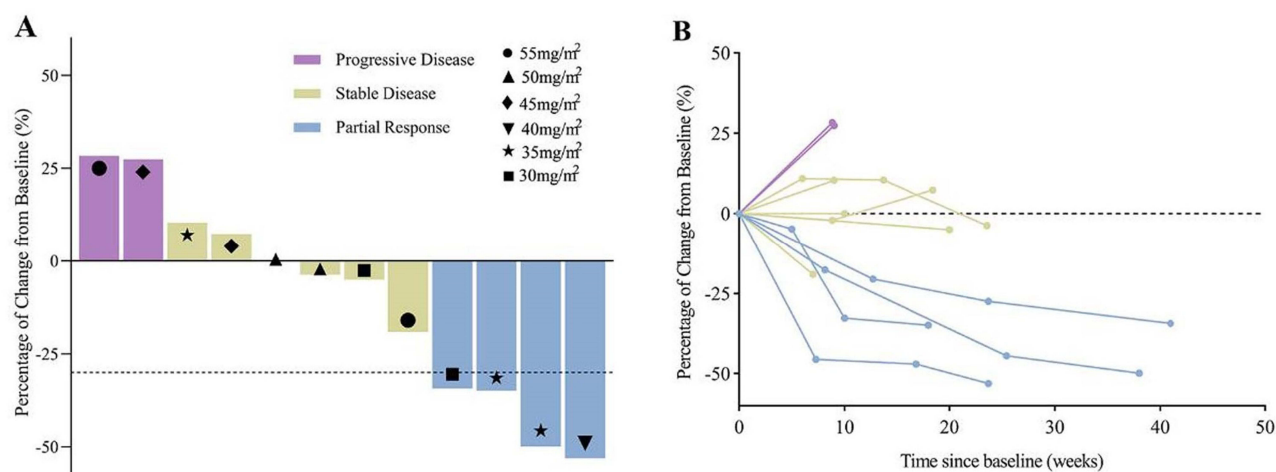 A
Percentage of Change from Baseline (%)
50
25
0
-25
-50
Progressive Disease
Stable Disease
Partial Response
55mg/m²
50mg/m²
45mg/m²
40mg/m²
35mg/m²
30mg/m²
B
Percentage of Change from Baseline (%)
50
25
0
-25
-50
0 10 20 30 40 50
Time since baseline (weeks)